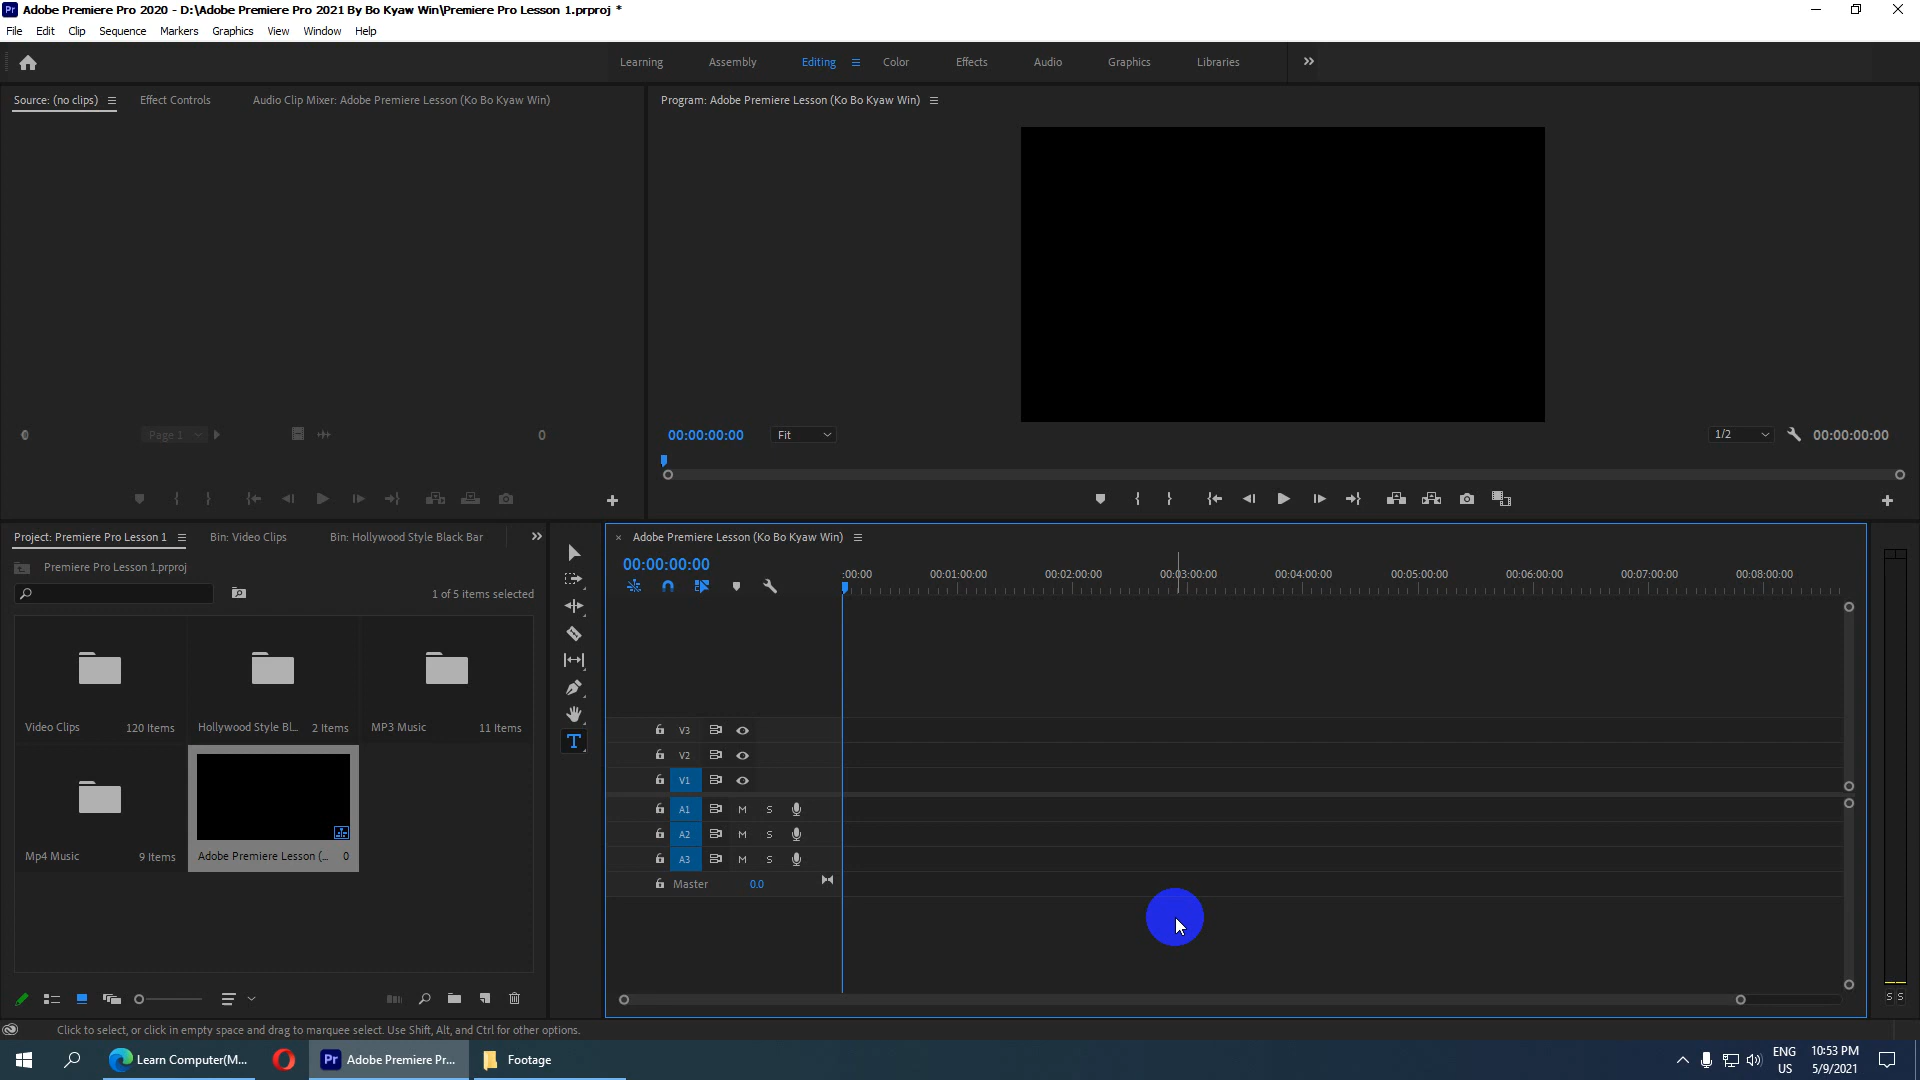 Adobe Premiere Pro 2020 - D:\Adobe Premiere Pro 2021 By Bo Kyaw Win\Premiere Pro Lesson 1.prproj *
File Edit Clip Sequence Markers Graphics View Window Help
Learning Assembly Editing Color Effects Audio Graphics Libraries
Source: (no clips) Effect Controls Audio Clip Mixer: Adobe Premiere Lesson (Ko Bo Kyaw Win)
Program: Adobe Premiere Lesson (Ko Bo Kyaw Win)
0 Page 1 0
00:00:00:00 Fit 1/2 00:00:00:00
Project: Premiere Pro Lesson 1 Bin: Video Clips Bin: Hollywood Style Black Bar
Premiere Pro Lesson 1.prproj
1 of 5 items selected
Video Clips 120 Items
Hollywood Style Bl... 2 Items
MP3 Music 11 Items
Mp4 Music 9 Items
Adobe Premiere Lesson (... 0
Adobe Premiere Lesson (Ko Bo Kyaw Win)
00:00:00:00
:00:00 00:01:00:00 00:02:00:00 00:03:00:00 00:04:00:00 00:05:00:00 00:06:00:00 00:07:00:00 00:08:00:00
V3
V2
V1
A1 M S
A2 M S
A3 M S
Master 0.0
S S
Click to select, or click in empty space and drag to marquee select. Use Shift, Alt, and Ctrl for other options.
Learn Computer(M...
Pr Adobe Premiere Pr...
Footage
ENG
US
10:53 PM
5/9/2021